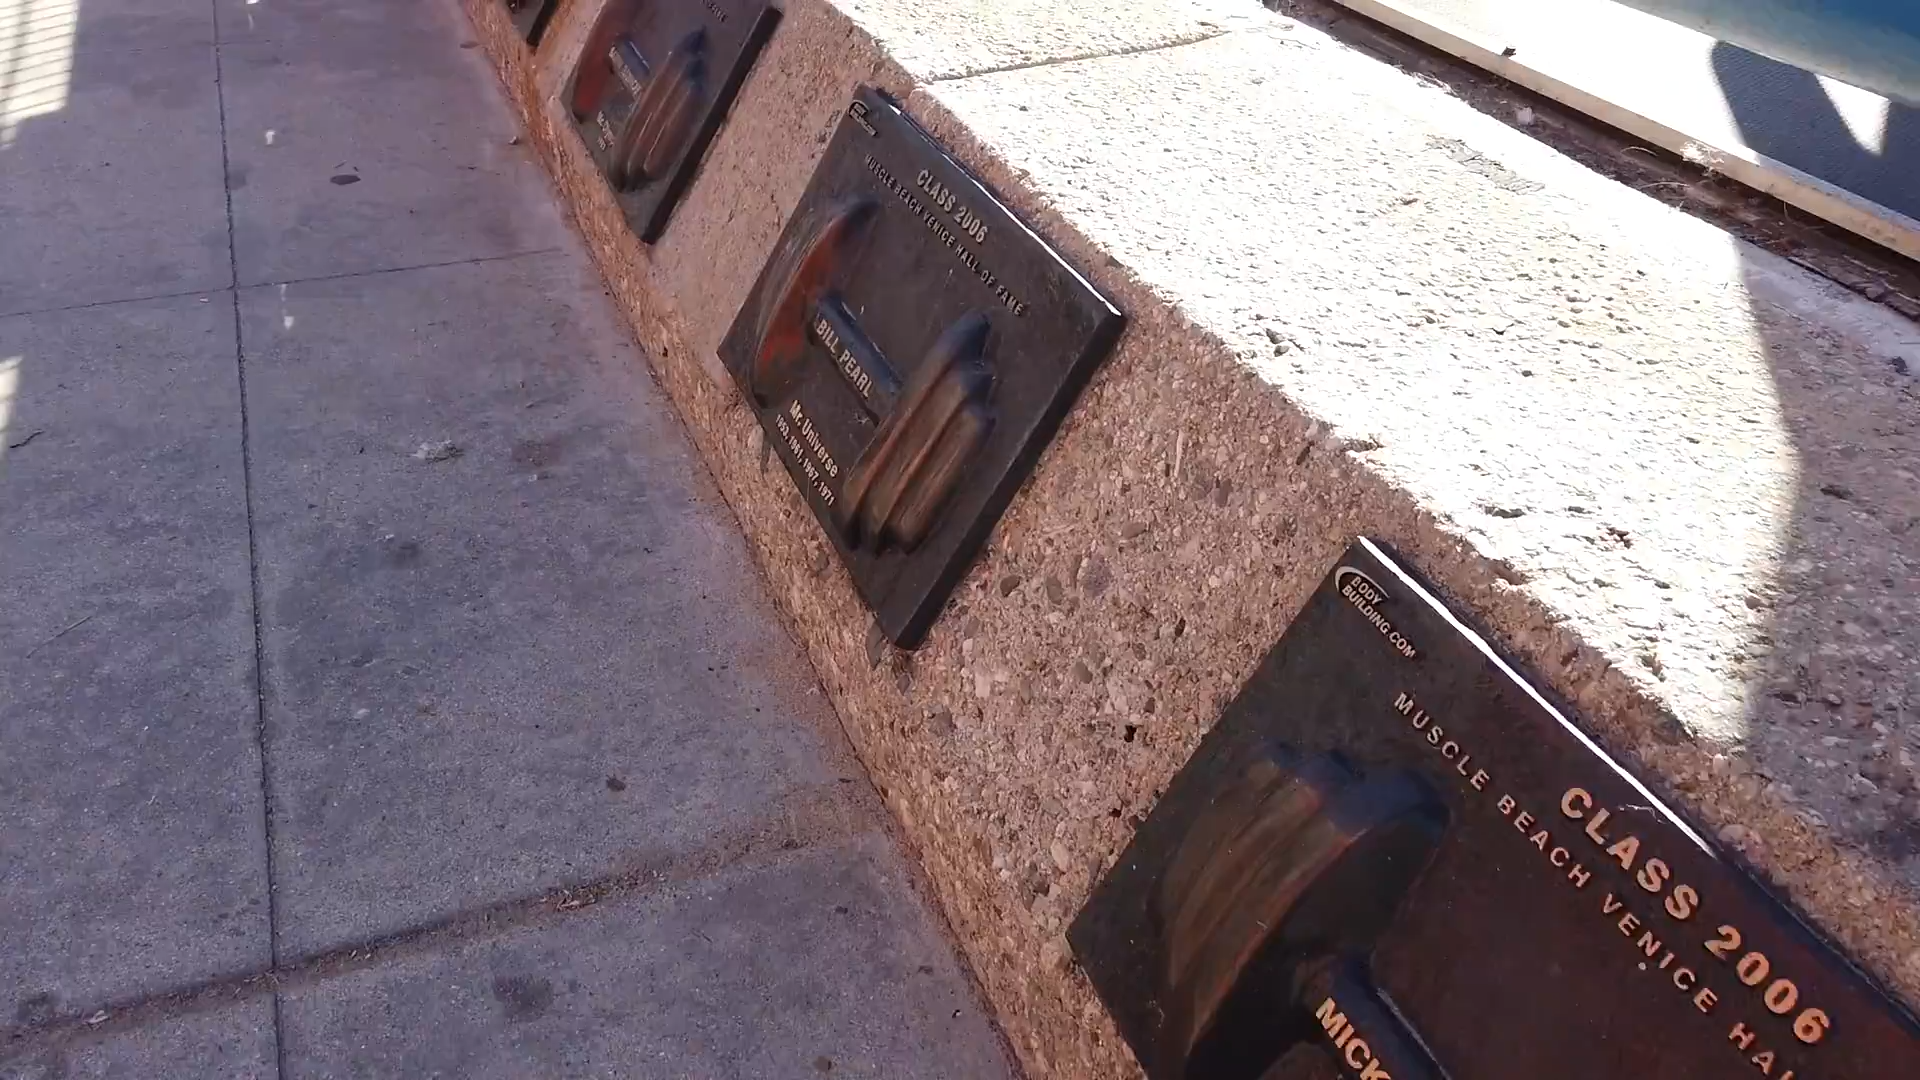 CLASS 2006
MUSCLE BEACH VENICE HALL OF FAME
BILL PEARL
Mr. Universe
1953, 1961, 1967, 1971
BODY
BUILDING.COM
CLASS 2006
MUSCLE BEACH VENICE HAL
MICK